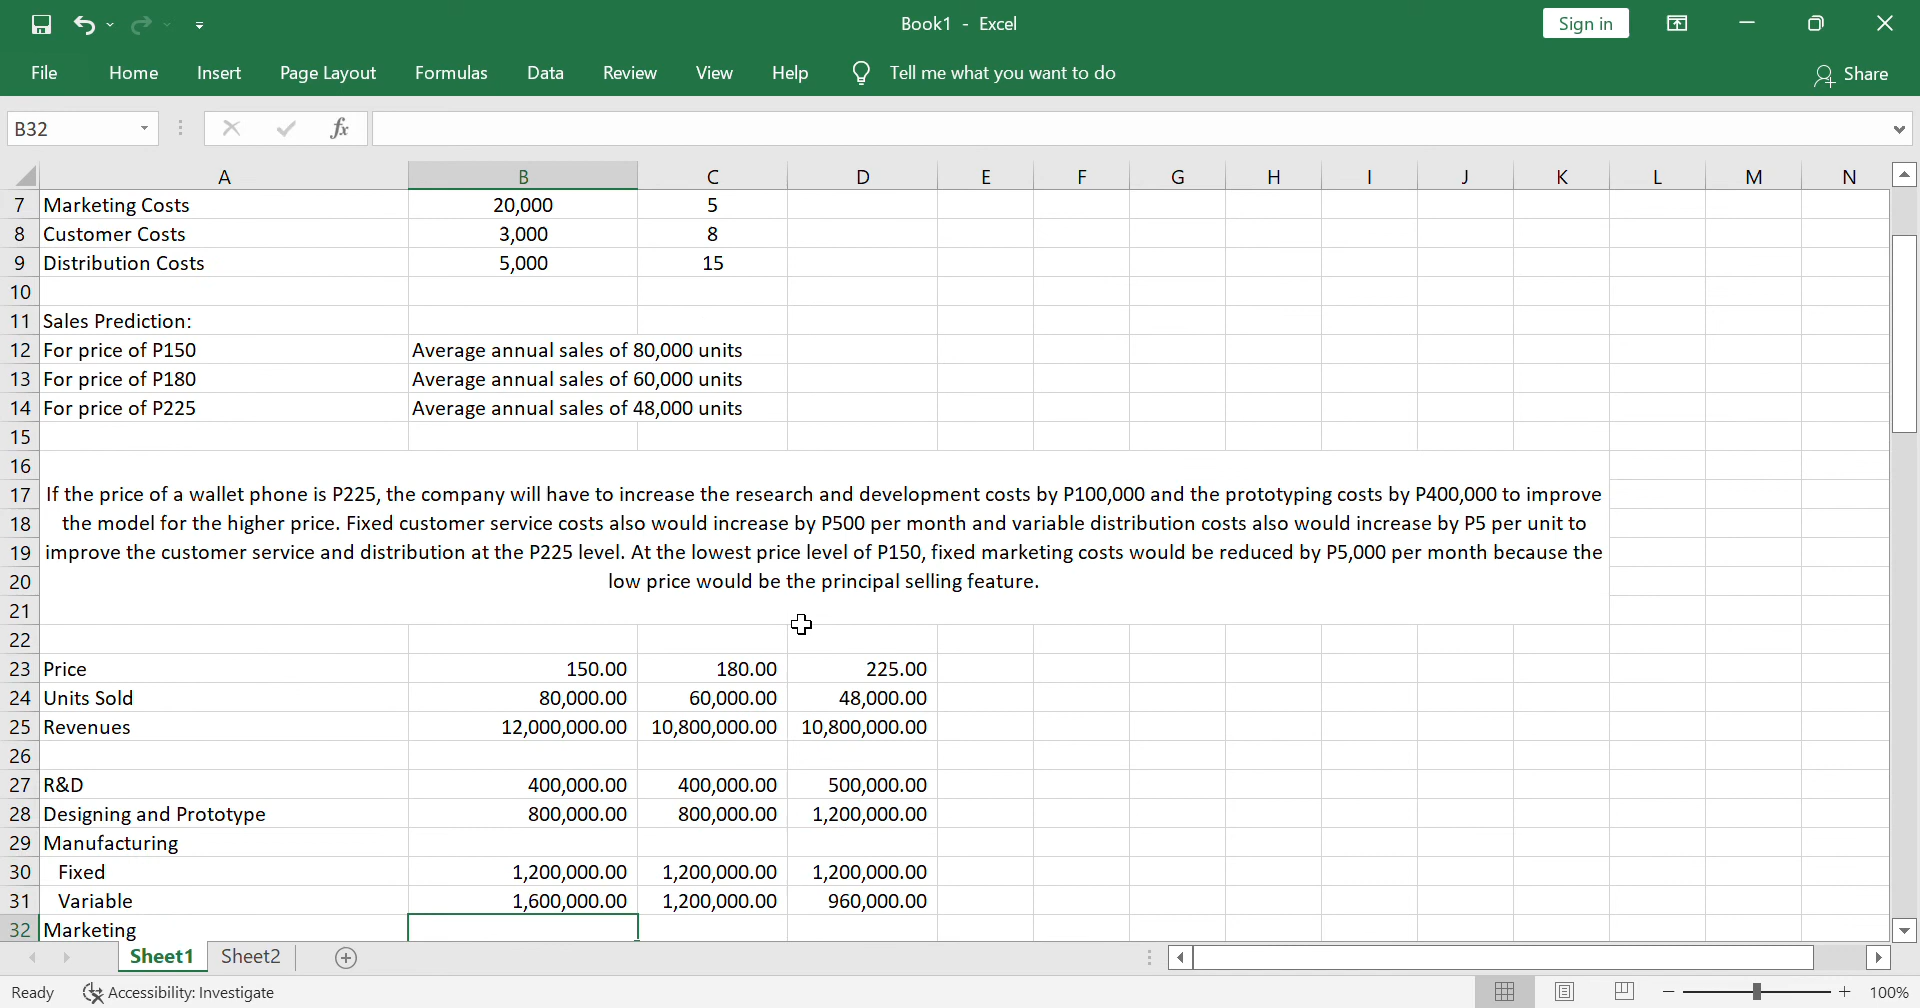 Book1 - Excel
Sign in
File Home Insert Page Layout Formulas Data Review View Help Tell me what you want to do Share
B32 fx
A B C D E F G H I J K L M N
7 Marketing Costs 20,000 5
8 Customer Costs 3,000 8
9 Distribution Costs 5,000 15
10
11 Sales Prediction:
12 For price of P150 Average annual sales of 80,000 units
13 For price of P180 Average annual sales of 60,000 units
14 For price of P225 Average annual sales of 48,000 units
15
16
17 If the price of a wallet phone is P225, the company will have to increase the research and development costs by P100,000 and the prototyping costs by P400,000 to improve
18 the model for the higher price. Fixed customer service costs also would increase by P500 per month and variable distribution costs also would increase by P5 per unit to
19 improve the customer service and distribution at the P225 level. At the lowest price level of P150, fixed marketing costs would be reduced by P5,000 per month because the
20 low price would be the principal selling feature.
21
22
23 Price 150.00 180.00 225.00
24 Units Sold 80,000.00 60,000.00 48,000.00
25 Revenues 12,000,000.00 10,800,000.00 10,800,000.00
26
27 R&D 400,000.00 400,000.00 500,000.00
28 Designing and Prototype 800,000.00 800,000.00 1,200,000.00
29 Manufacturing
30 Fixed 1,200,000.00 1,200,000.00 1,200,000.00
31 Variable 1,600,000.00 1,200,000.00 960,000.00
32 Marketing
Sheet1 Sheet2
Ready Accessibility: Investigate 100%